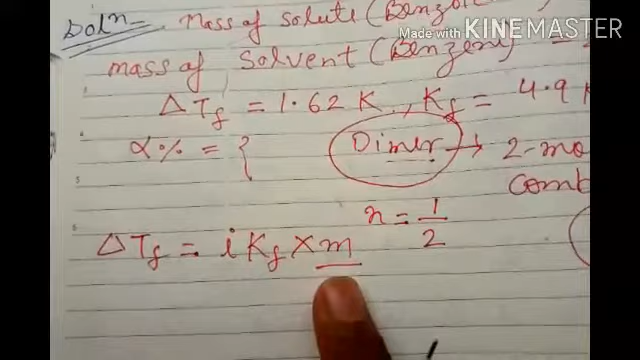 Made with KINEMASTER
Soln- Mass of solute (Benzoic
mass of solvent (Benzene) =
ΔTf = 1.62 K, Kf = 4.9 K
α% = { Dimer → 2-mo
Comb
n = 1/2
ΔTf = i Kf × m